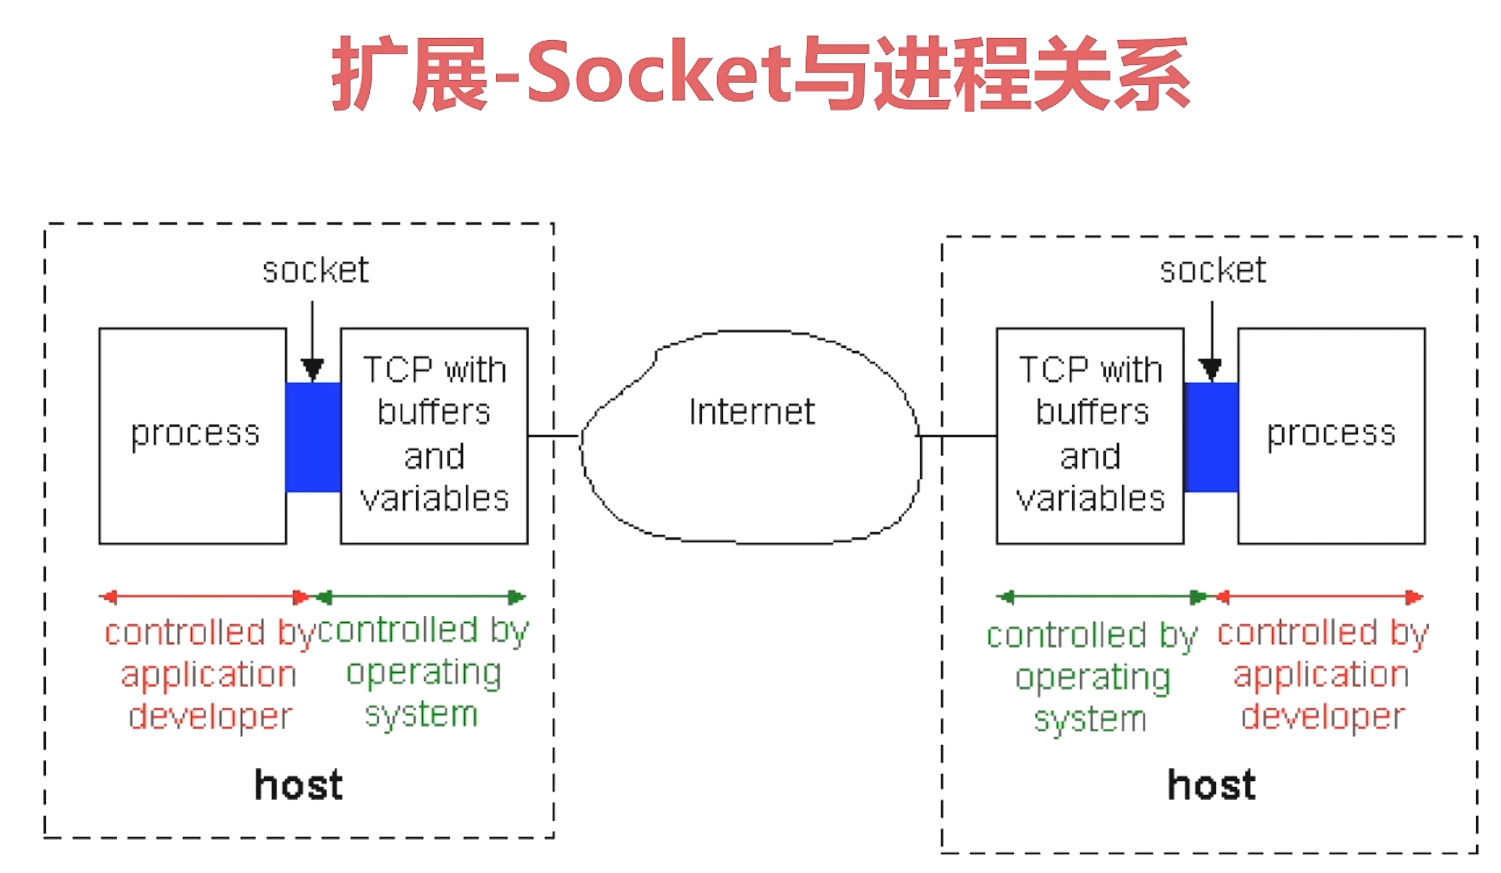 扩展-Socket与进程关系
socket
process
TCP with
buffers
and
variables
controlled by
application
developer
controlled by
operating
system
host
Internet
socket
TCP with
buffers
and
variables
process
controlled by
operating
system
controlled by
application
developer
host